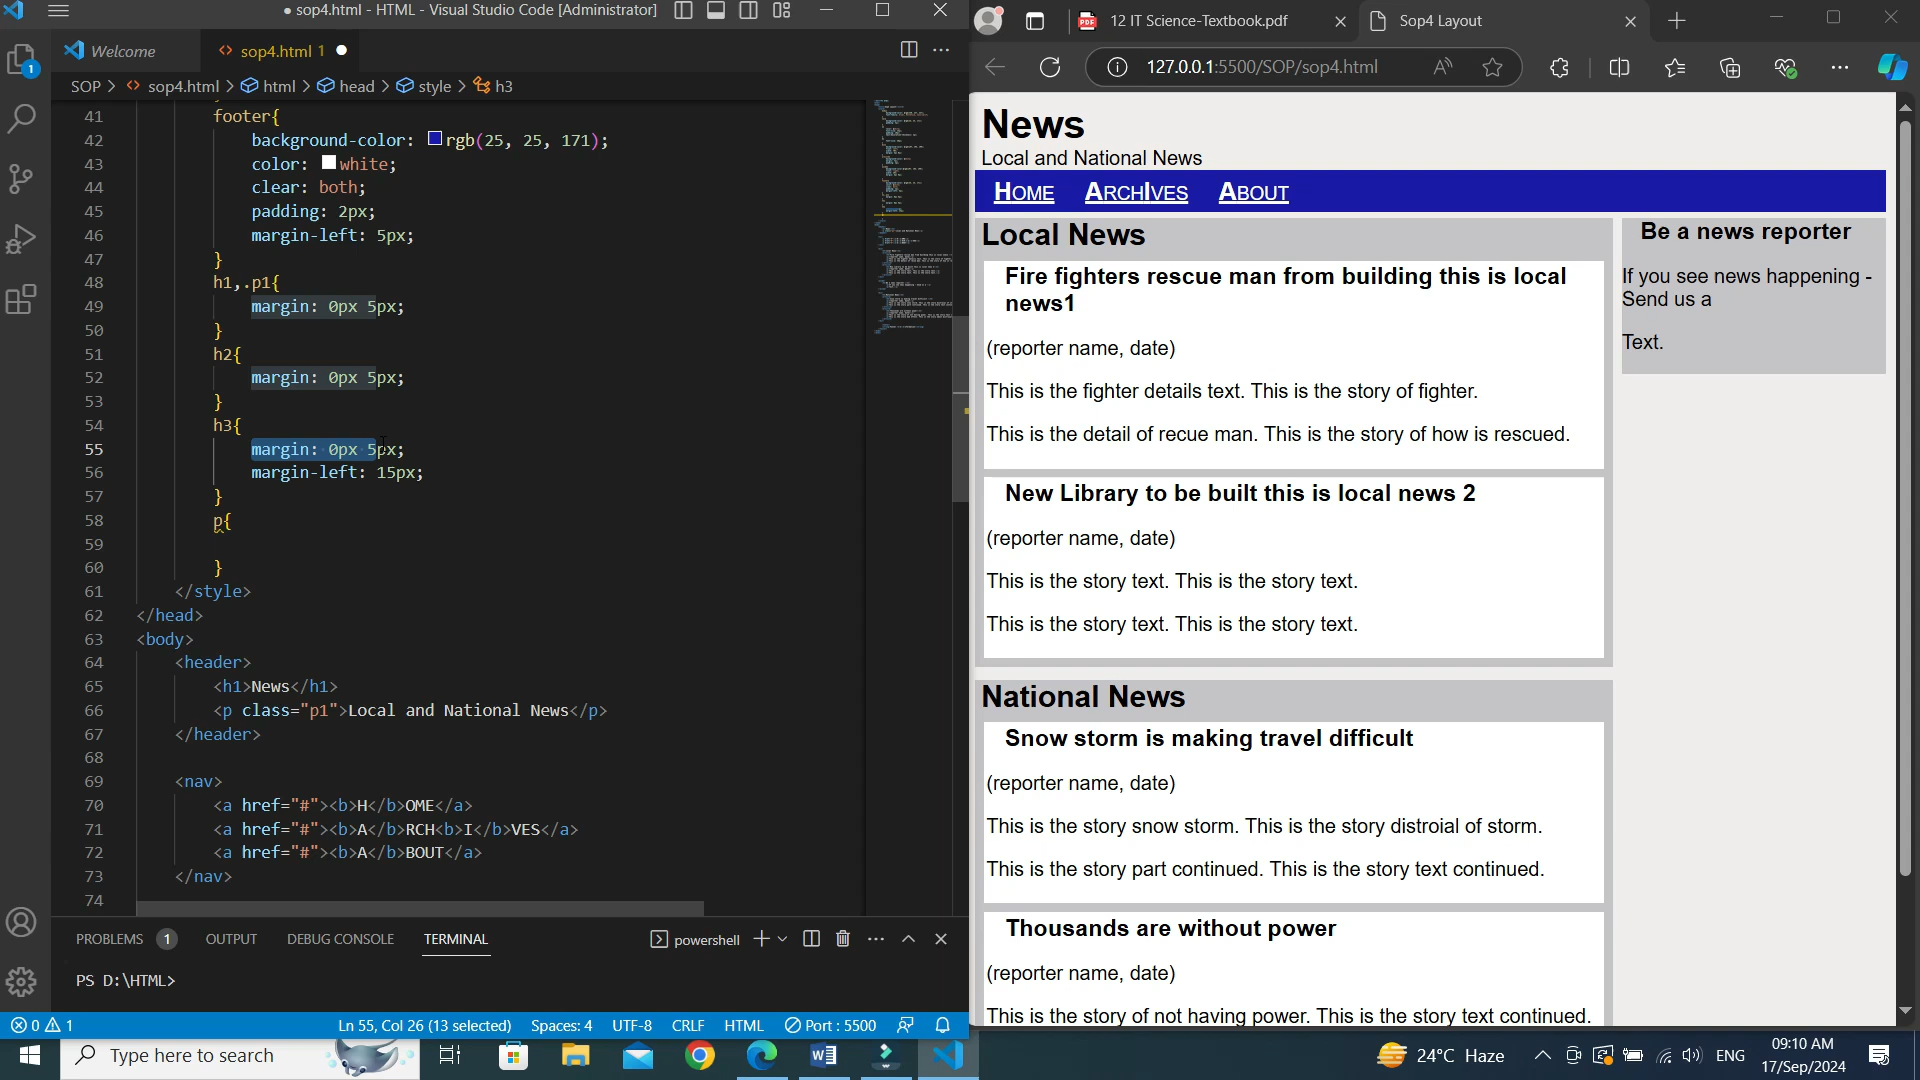 sop4.html - HTML - Visual Studio Code [Administrator]
Welcome
sop4.html 1
SOP > sop4.html > html > head > style > h3
41 footer{
42 background-color: rgb(25, 25, 171);
43 color: white;
44 clear: both;
45 padding: 2px;
46 margin-left: 5px;
47 }
48 h1,.p1{
49 margin: 0px 5px;
50 }
51 h2{
52 margin: 0px 5px;
53 }
54 h3{
55 margin: 0px 5px;
56 margin-left: 15px;
57 }
58 p{
59
60 }
61 </style>
62 </head>
63 <body>
64 <header>
65 <h1>News</h1>
66 <p class="p1">Local and National News</p>
67 </header>
68
69 <nav>
70 <a href="#"><b>H</b>OME</a>
71 <a href="#"><b>A</b>RCH<b>I</b>VES</a>
72 <a href="#"><b>A</b>BOUT</a>
73 </nav>
74
PROBLEMS 1 OUTPUT DEBUG CONSOLE TERMINAL powershell
PS D:\HTML>
1
0 1 Ln 55, Col 26 (13 selected) Spaces: 4 UTF-8 CRLF HTML Port : 5500
12 IT Science-Textbook.pdf
Sop4 Layout
127.0.0.1:5500/SOP/sop4.html
News
Local and National News
HOME ARCHIVES ABOUT
Local News
Fire fighters rescue man from building this is local
news1
(reporter name, date)
This is the fighter details text. This is the story of fighter.
This is the detail of recue man. This is the story of how is rescued.
New Library to be built this is local news 2
(reporter name, date)
This is the story text. This is the story text.
This is the story text. This is the story text.
Be a news reporter
If you see news happening -
Send us a
Text.
National News
Snow storm is making travel difficult
(reporter name, date)
This is the story snow storm. This is the story distroial of storm.
This is the story part continued. This is the story text continued.
Thousands are without power
(reporter name, date)
This is the story of not having power. This is the story text continued.
Type here to search
24°C Haze
ENG
09:10 AM
17/Sep/2024